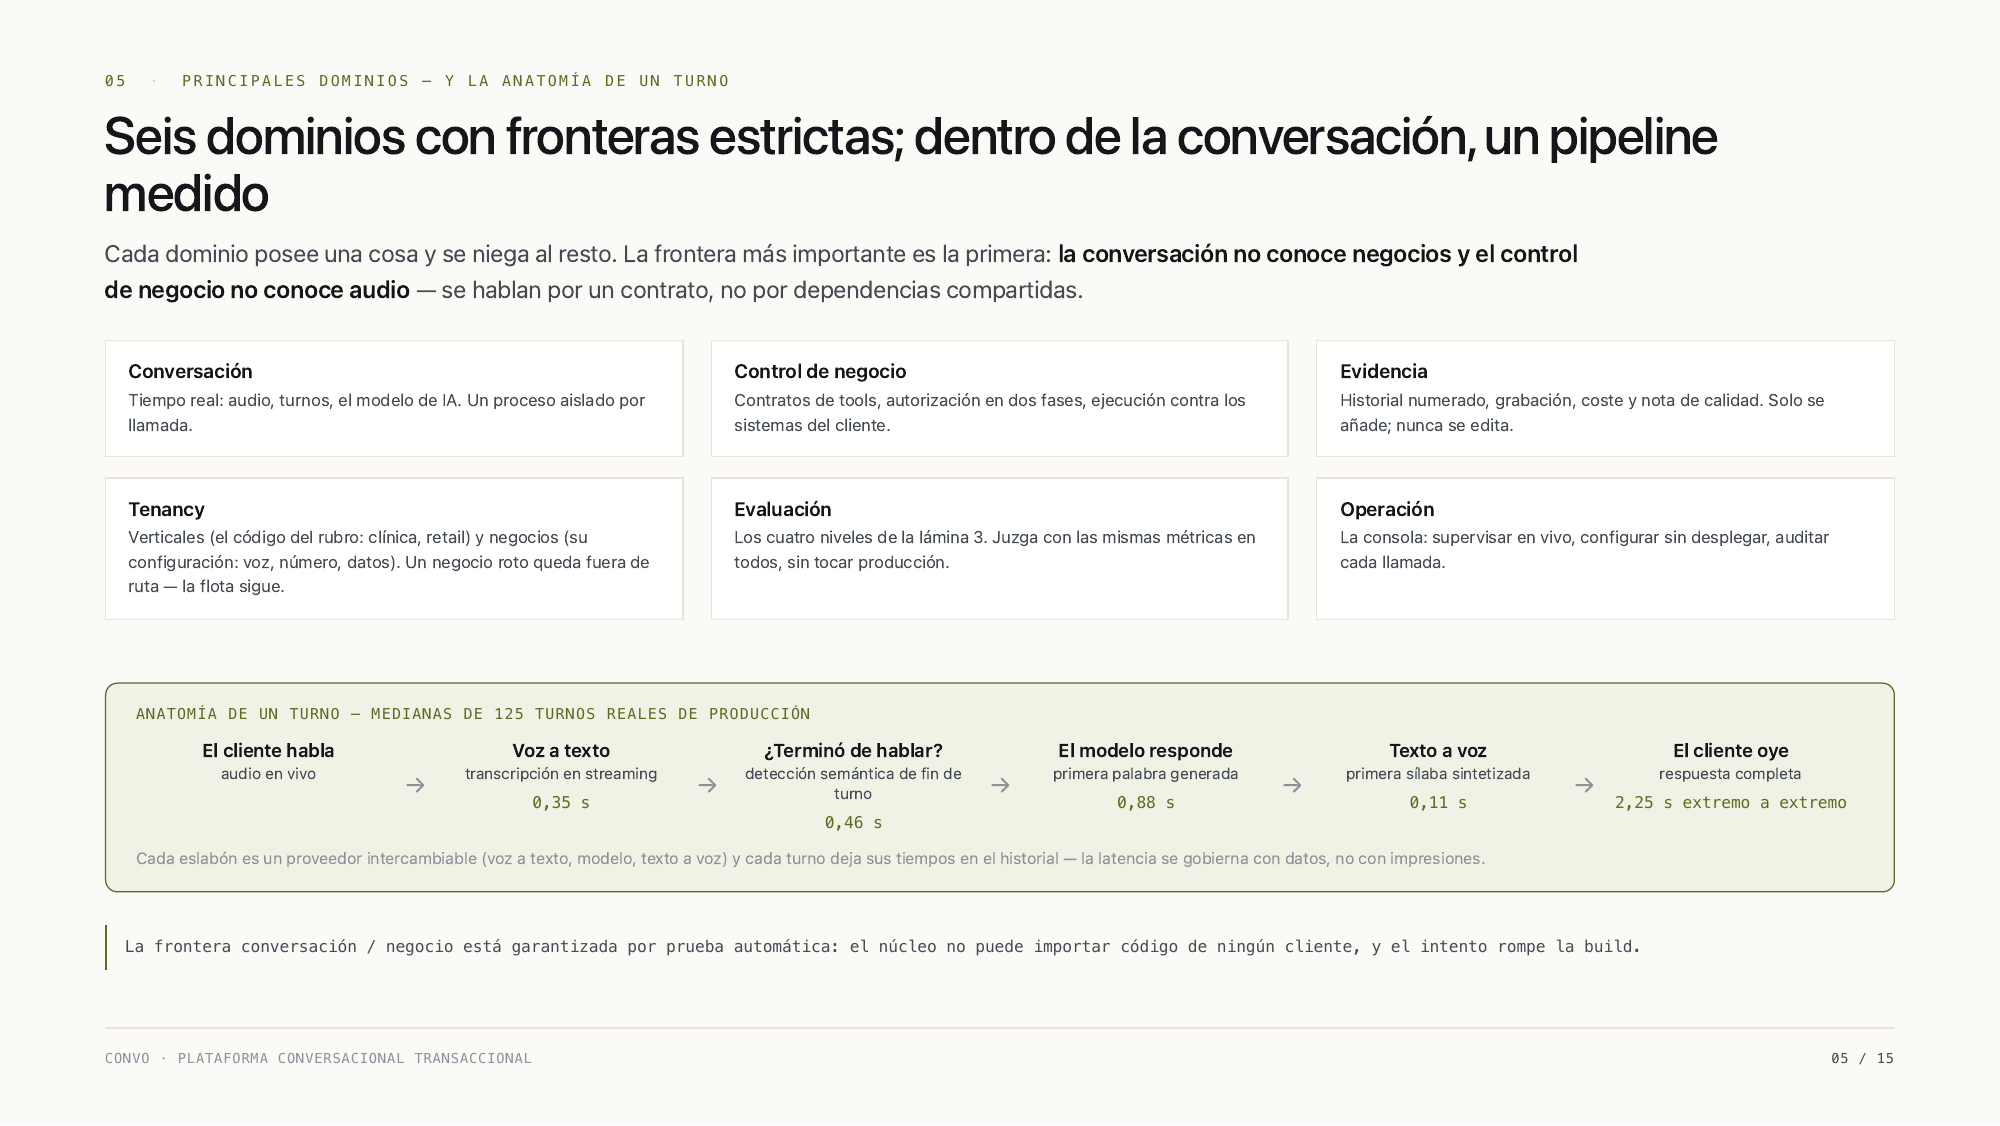 05 · PRINCIPALES DOMINIOS — Y LA ANATOMÍA DE UN TURNO
Seis dominios con fronteras estrictas; dentro de la conversación, un pipeline
medido
Cada dominio posee una cosa y se niega al resto. La frontera más importante es la primera: la conversación no conoce negocios y el control
de negocio no conoce audio — se hablan por un contrato, no por dependencias compartidas.
Conversación
Tiempo real: audio, turnos, el modelo de IA. Un proceso aislado por
llamada.
Control de negocio
Contratos de tools, autorización en dos fases, ejecución contra los
sistemas del cliente.
Evidencia
Historial numerado, grabación, coste y nota de calidad. Solo se
añade; nunca se edita.
Tenancy
Verticales (el código del rubro: clínica, retail) y negocios (su
configuración: voz, número, datos). Un negocio roto queda fuera de
ruta — la flota sigue.
Evaluación
Los cuatro niveles de la lámina 3. Juzga con las mismas métricas en
todos, sin tocar producción.
Operación
La consola: supervisar en vivo, configurar sin desplegar, auditar
cada llamada.
ANATOMÍA DE UN TURNO — MEDIANAS DE 125 TURNOS REALES DE PRODUCCIÓN
El cliente habla
audio en vivo
→
Voz a texto
transcripción en streaming
0,35 s
→
¿Terminó de hablar?
detección semántica de fin de
turno
0,46 s
→
El modelo responde
primera palabra generada
0,88 s
→
Texto a voz
primera sílaba sintetizada
0,11 s
→
El cliente oye
respuesta completa
2,25 s extremo a extremo
Cada eslabón es un proveedor intercambiable (voz a texto, modelo, texto a voz) y cada turno deja sus tiempos en el historial — la latencia se gobierna con datos, no con impresiones.
La frontera conversación / negocio está garantizada por prueba automática: el núcleo no puede importar código de ningún cliente, y el intento rompe la build.
CONVO · PLATAFORMA CONVERSACIONAL TRANSACCIONAL
05 / 15